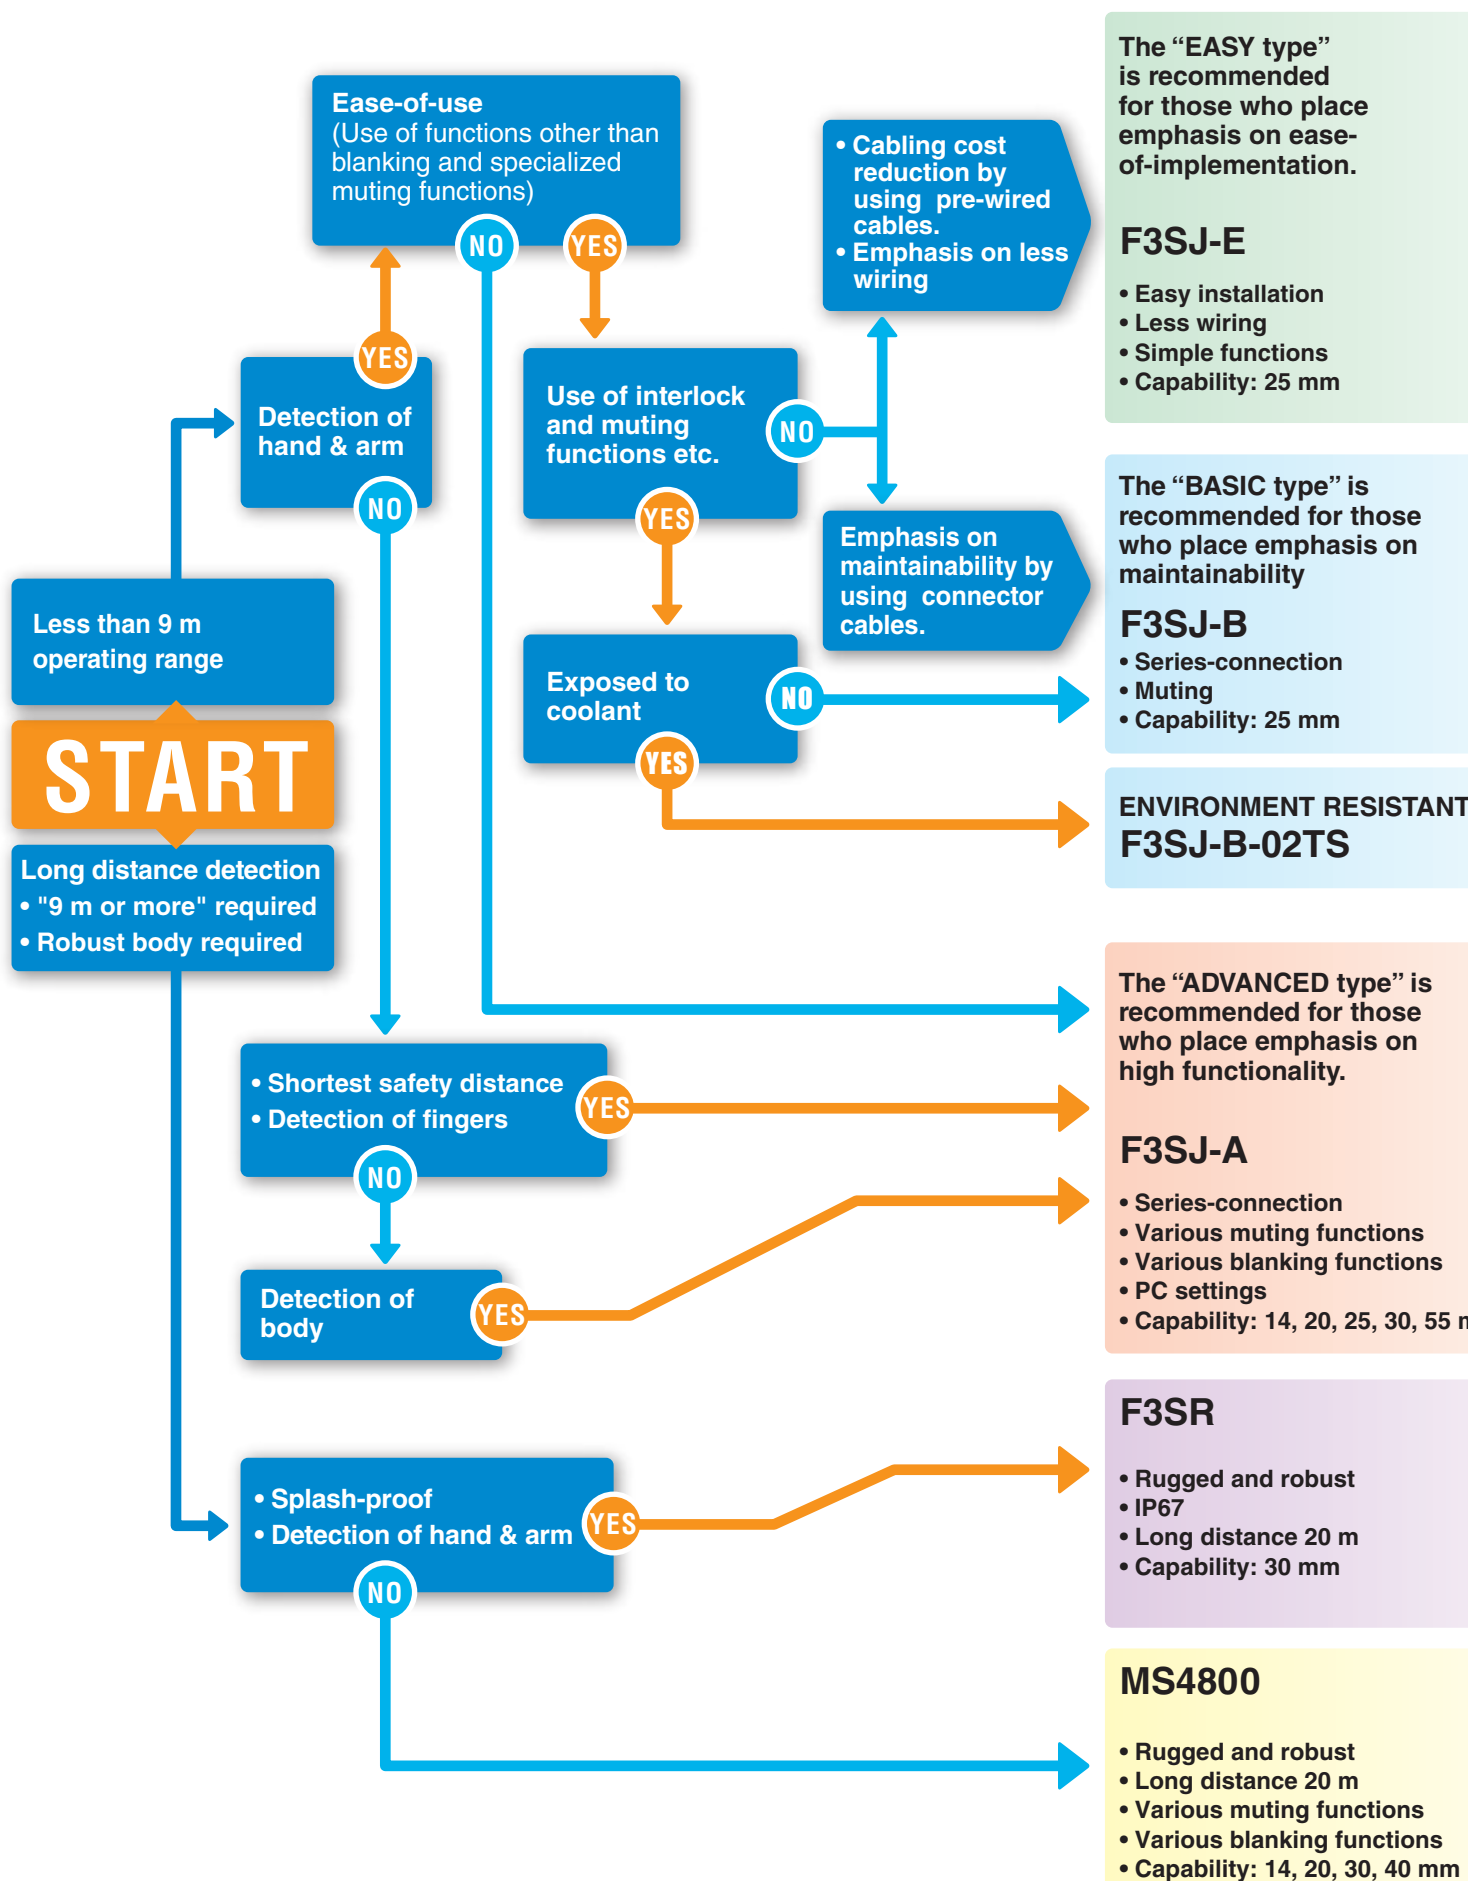 Ease-of-use
(Use of functions other than
blanking and specialized
muting functions)
NO
YES
• Cabling cost
reduction by
using pre-wired
cables.
• Emphasis on less
wiring
The “EASY type”
is recommended
for those who place
emphasis on ease-
of-implementation.
F3SJ-E
• Easy installation
• Less wiring
• Simple functions
• Capability: 25 mm
YES
Detection of
hand & arm
NO
Use of interlock
and muting
functions etc.
NO
YES
Emphasis on
maintainability by
using connector
cables.
The “BASIC type” is
recommended for those
who place emphasis on
maintainability
F3SJ-B
• Series-connection
• Muting
• Capability: 25 mm
Less than 9 m
operating range
START
Long distance detection
• "9 m or more" required
• Robust body required
Exposed to
coolant
NO
YES
ENVIRONMENT RESISTANT
F3SJ-B-02TS
The “ADVANCED type” is
recommended for those
who place emphasis on
high functionality.
F3SJ-A
• Series-connection
• Various muting functions
• Various blanking functions
• PC settings
• Capability: 14, 20, 25, 30, 55
• Shortest safety distance
• Detection of fingers
YES
NO
Detection of
body
YES
• Splash-proof
• Detection of hand & arm
YES
NO
F3SR
• Rugged and robust
• IP67
• Long distance 20 m
• Capability: 30 mm
MS4800
• Rugged and robust
• Long distance 20 m
• Various muting functions
• Various blanking functions
• Capability: 14, 20, 30, 40 mm